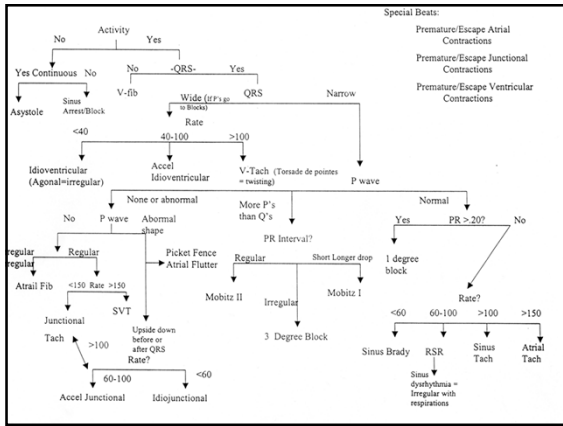 Special Beats:
Activity
Premature/Escape Atrial
Contractions
No
Yes
Premature/Escape Junctional
Contractions
Yes Continuous No
No
-QRS-
Yes
Premature/Escape Ventricular
Contractions
Asystole
Sinus
Arrest/Block
V-fib
Wide (If P's go
to Blocks)
QRS
Narrow
Rate
<40
40-100
>100
Idioventricular
(Agonal=irregular)
Accel
Idioventricular
V-Tach (Torsade de pointes
= twisting)
P wave
None or abnormal
More P's
than Q's
Normal
No
P wave
Abormal
shape
Yes
PR >.20?
No
PR Interval?
regular
regular
Regular
Picket Fence
Atrial Flutter
Regular
Short Longer drop
1 degree
block
Atrail Fib
<150 Rate >150
Mobitz II
Irregular
Mobitz I
Rate?
Junctional
Tach
SVT
Upside down
before or
after QRS
Rate?
3 Degree Block
<60
60-100
>100
>150
>100
Sinus Brady
RSR
Sinus
Tach
Atrial
Tach
60-100
<60
Sinus
dysrhythmia =
Irregular with
respirations
Accel Junctional
Idiojunctional